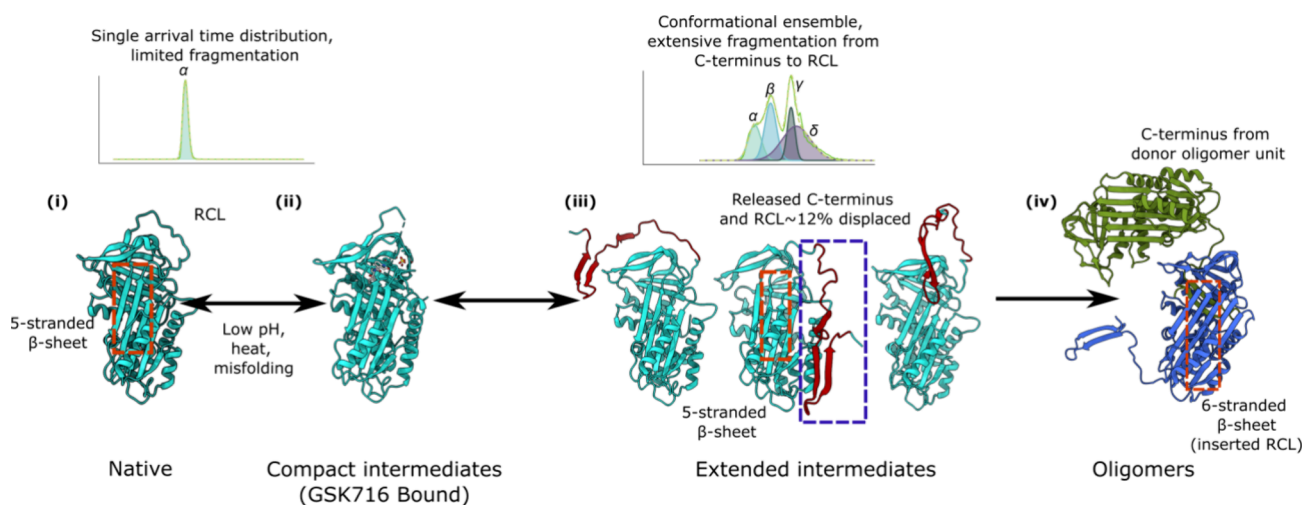 Single arrival time distribution,
limited fragmentation
α
Conformational ensemble,
extensive fragmentation from
C-terminus to RCL
α
β
γ
δ
(i)
RCL
5-stranded
β-sheet
Low pH,
heat,
misfolding
(ii)
(iii)
Released C-terminus
and RCL~12% displaced
5-stranded
β-sheet
C-terminus from
donor oligomer unit
(iv)
6-stranded
β-sheet
(inserted RCL)
Native
Compact intermediates
(GSK716 Bound)
Extended intermediates
Oligomers